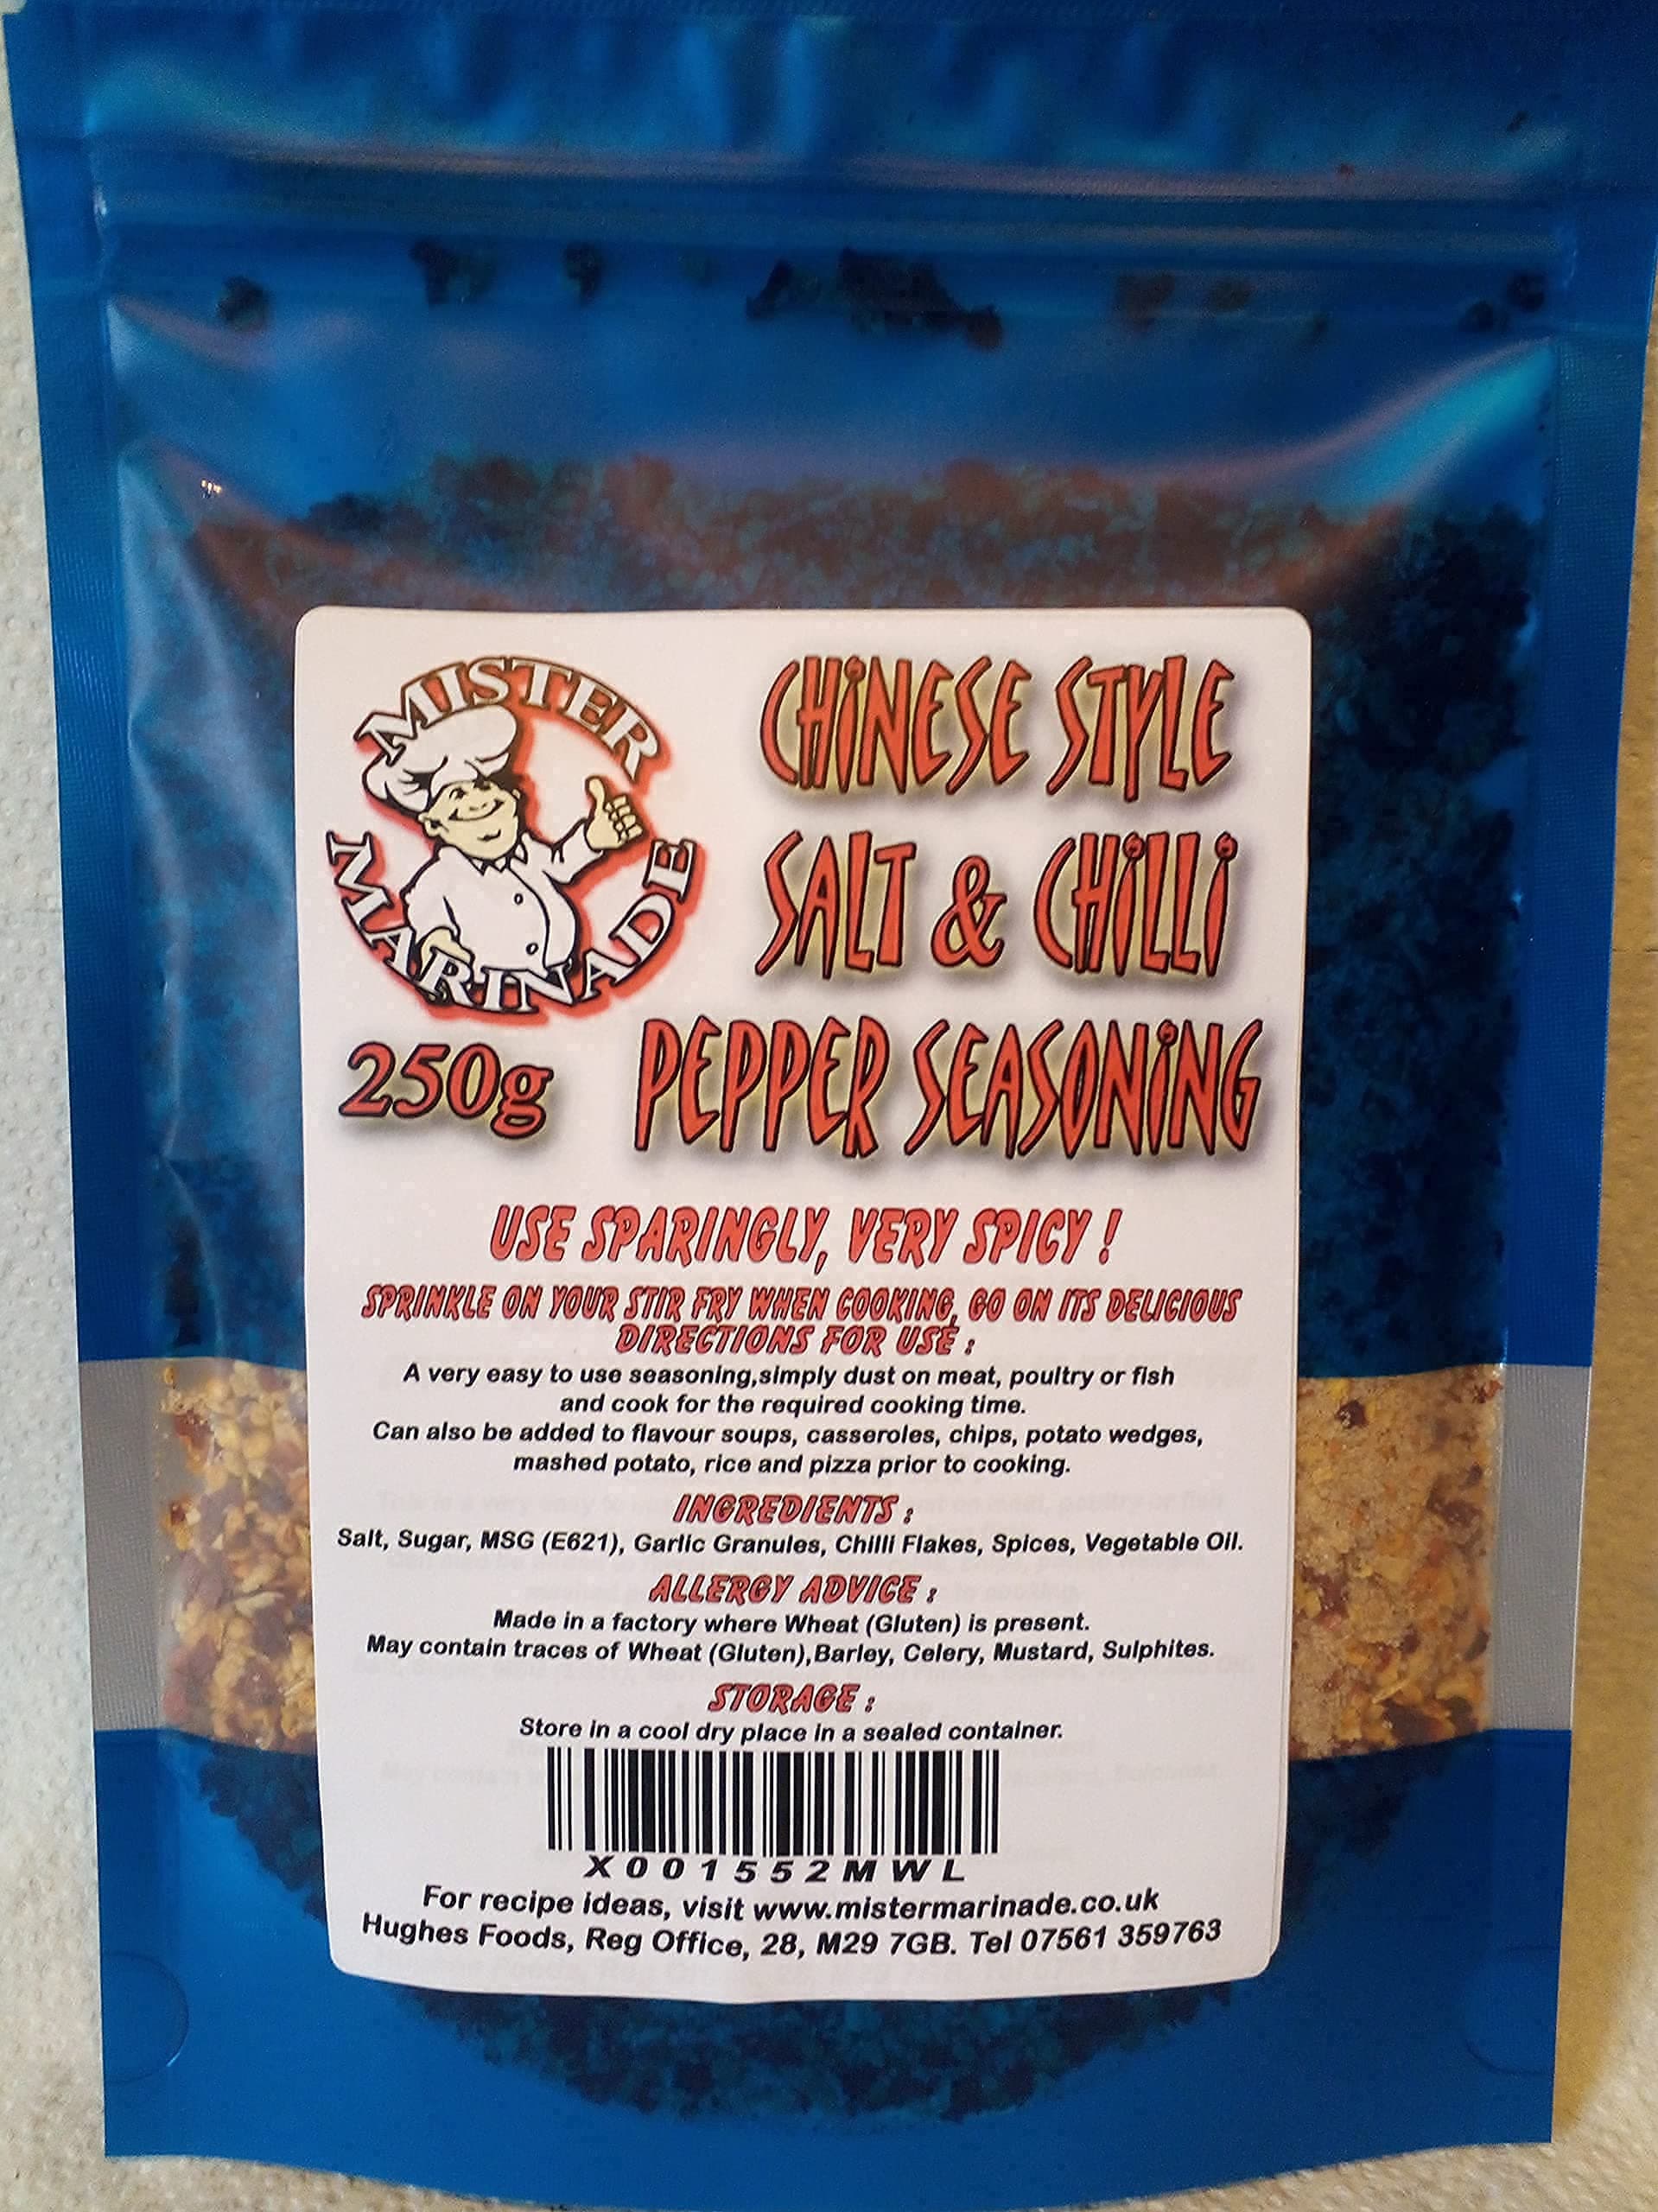 MISTER
MARINADE
CHINESE STYLE
SALT & CHILLI
PEPPER SEASONING
250g
USE SPARINGLY, VERY SPICY !
SPRINKLE ON YOUR STIR FRY WHEN COOKING, GO ON ITS DELICIOUS
DIRECTIONS FOR USE :
A very easy to use seasoning,simply dust on meat, poultry or fish
and cook for the required cooking time.
Can also be added to flavour soups, casseroles, chips, potato wedges,
mashed potato, rice and pizza prior to cooking.
INGREDIENTS :
Salt, Sugar, MSG (E621), Garlic Granules, Chilli Flakes, Spices, Vegetable Oil.
ALLERGY ADVICE :
Made in a factory where Wheat (Gluten) is present.
May contain traces of Wheat (Gluten),Barley, Celery, Mustard, Sulphites.
STORAGE :
Store in a cool dry place in a sealed container.
X001552MWL
For recipe ideas, visit www.mistermarinade.co.uk
Hughes Foods, Reg Office, 28, M29 7GB. Tel 07561 359763